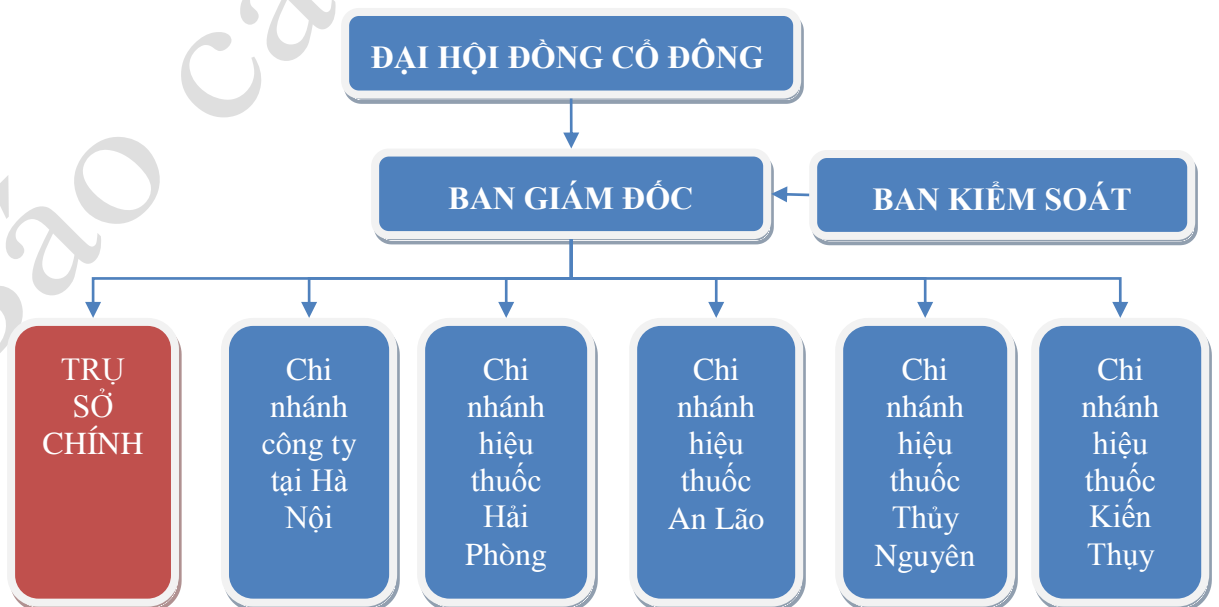 ĐẠI HỘI ĐỒNG CỔ ĐÔNG
BAN GIÁM ĐỐC
BAN KIỂM SOÁT
TRỤ
SỞ
CHÍNH
Chi
nhánh
công ty
tại Hà
Nội
Chi
nhánh
hiệu
thuốc
Hải
Phòng
Chi
nhánh
hiệu
thuốc
An Lão
Chi
nhánh
hiệu
thuốc
Thủy
Nguyên
Chi
nhánh
hiệu
thuốc
Kiến
Thụy